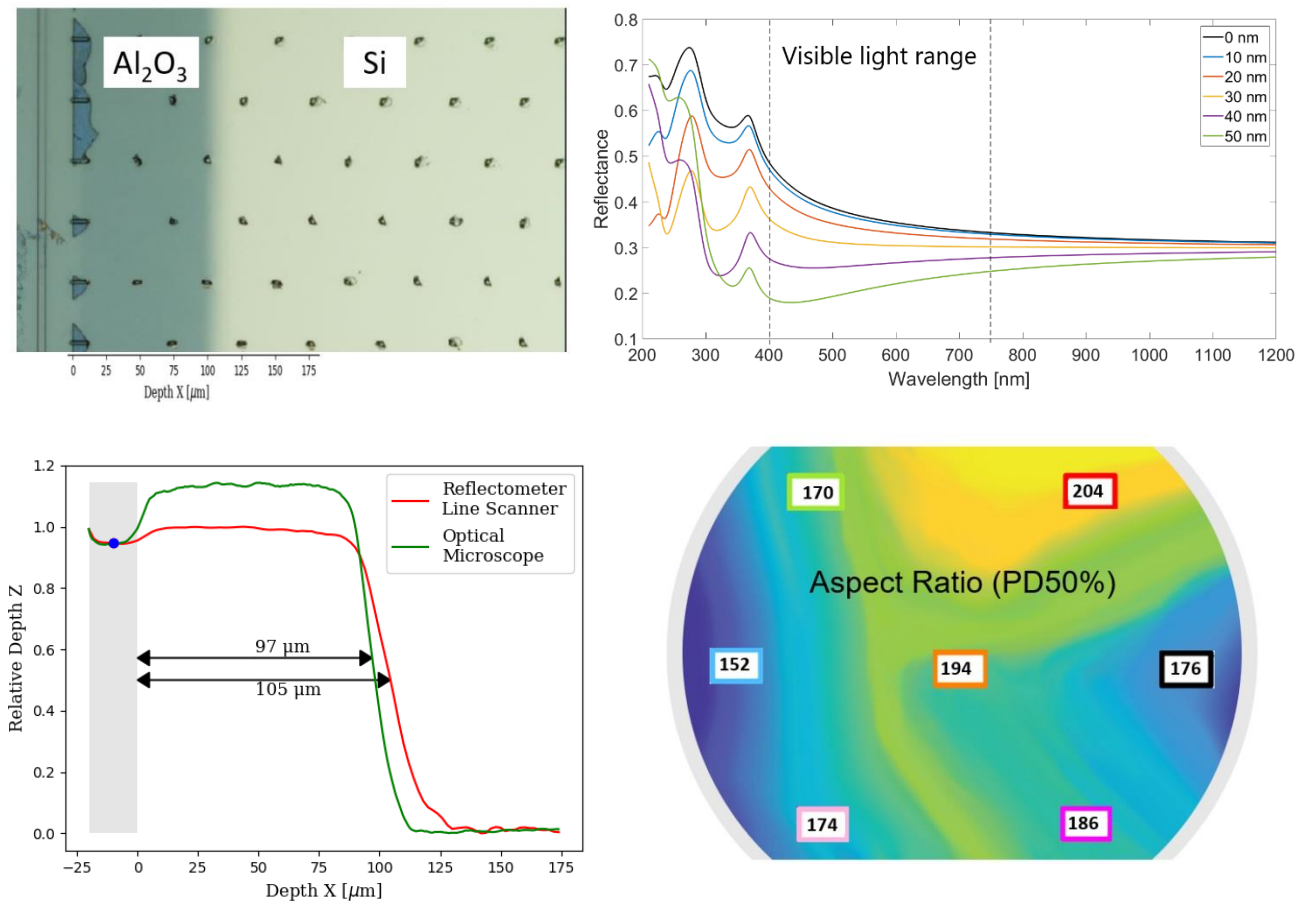 Al₂O₃
Si
0 25 50 75 100 125 150 175
Depth X [μm]
0.8
0.7
0.6
0.5
0.4
0.3
0.2
0.1
Reflectance
Visible light range
0 nm
10 nm
20 nm
30 nm
40 nm
50 nm
200 300 400 500 600 700 800 900 1000 1100 1200
Wavelength [nm]
1.2
1.0
0.8
0.6
0.4
0.2
0.0
Relative Depth Z
Reflectometer
Line Scanner
Optical
Microscope
97 μm
105 μm
−25 0 25 50 75 100 125 150 175
Depth X [μm]
170
204
Aspect Ratio (PD50%)
152
194
176
174
186